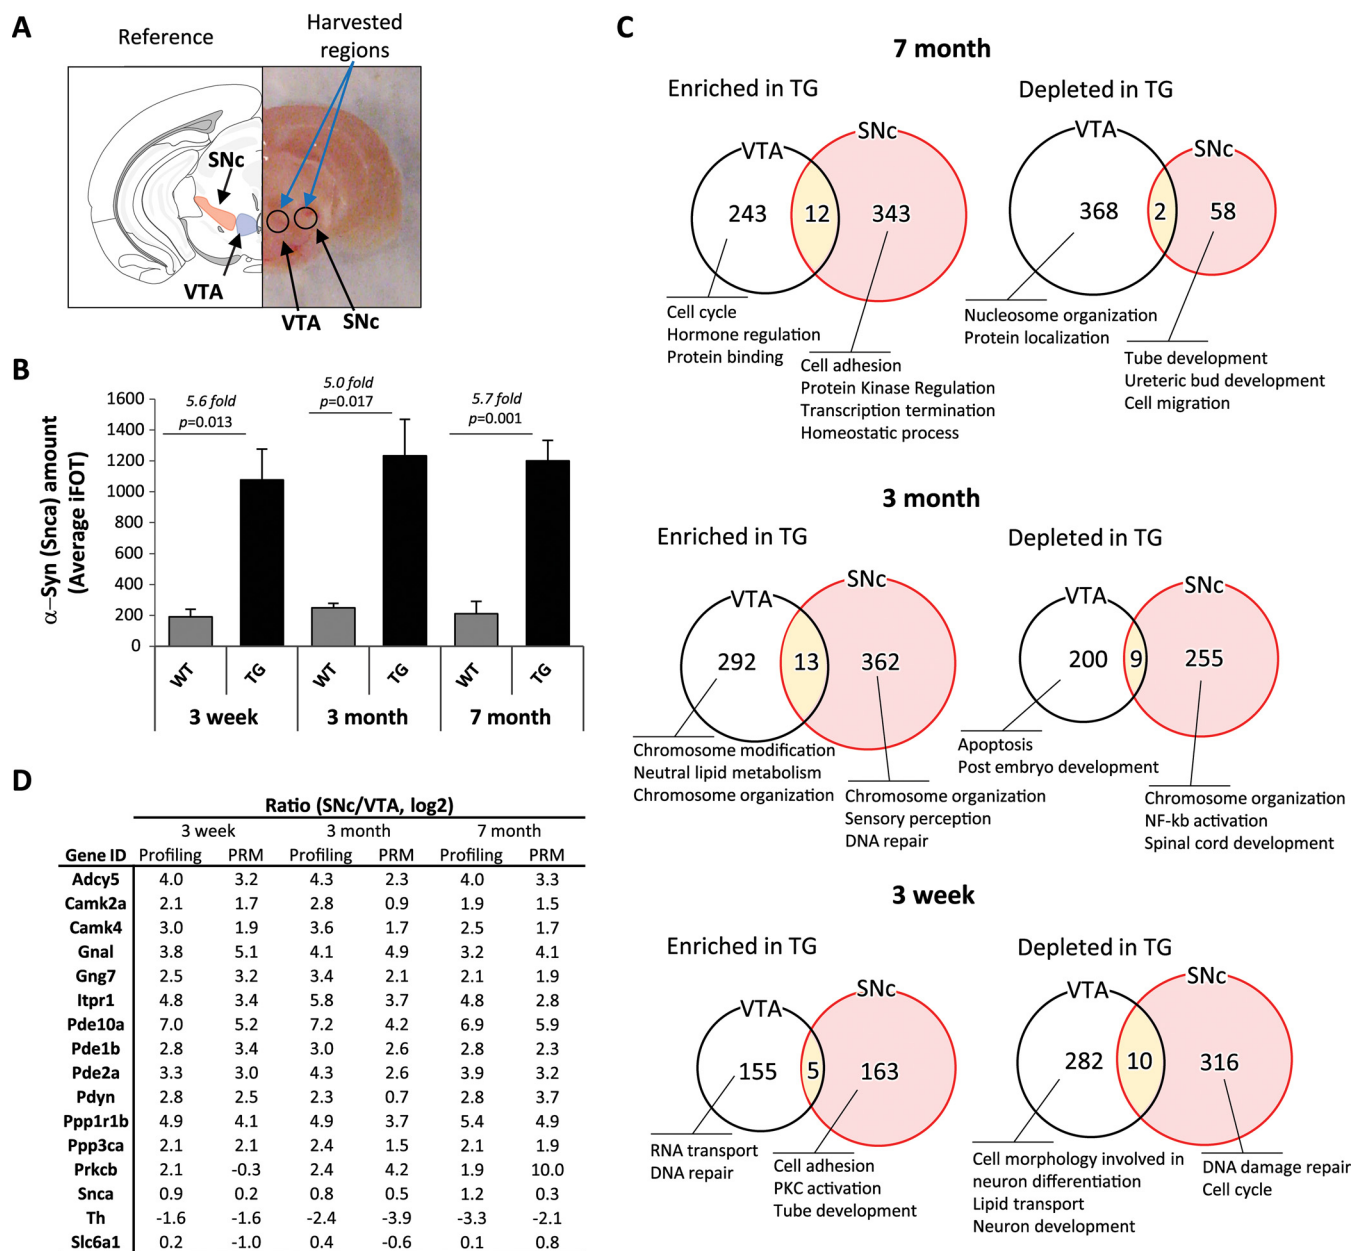 A
Reference
Harvested
regions
SNc
VTA
VTA
SNc
B
α–Syn (Snca) amount
(Average iFOT)
1600
1400
1200
1000
800
600
400
200
0
5.6 fold
p=0.013
5.0 fold
p=0.017
5.7 fold
p=0.001
WT
TG
WT
TG
WT
TG
3 week
3 month
7 month
C
7 month
Enriched in TG
VTA
SNc
243
12
343
Cell cycle
Hormone regulation
Protein binding
Cell adhesion
Protein Kinase Regulation
Transcription termination
Homeostatic process
Depleted in TG
VTA
SNc
368
2
58
Nucleosome organization
Protein localization
Tube development
Ureteric bud development
Cell migration
3 month
Enriched in TG
VTA
SNc
292
13
362
Chromosome modification
Neutral lipid metabolism
Chromosome organization
Chromosome organization
Sensory perception
DNA repair
Depleted in TG
VTA
SNc
200
9
255
Apoptosis
Post embryo development
Chromosome organization
NF-kb activation
Spinal cord development
3 week
Enriched in TG
VTA
SNc
155
5
163
RNA transport
DNA repair
Cell adhesion
PKC activation
Tube development
Depleted in TG
VTA
SNc
282
10
316
Cell morphology involved in
neuron differentiation
Lipid transport
Neuron development
DNA damage repair
Cell cycle
D
Ratio (SNc/VTA, log2)
3 week 3 month 7 month
Gene ID Profiling PRM Profiling PRM Profiling PRM
Adcy5 4.0 3.2 4.3 2.3 4.0 3.3
Camk2a 2.1 1.7 2.8 0.9 1.9 1.5
Camk4 3.0 1.9 3.6 1.7 2.5 1.7
Gnal 3.8 5.1 4.1 4.9 3.2 4.1
Gng7 2.5 3.2 3.4 2.1 2.1 1.9
Itpr1 4.8 3.4 5.8 3.7 4.8 2.8
Pde10a 7.0 5.2 7.2 4.2 6.9 5.9
Pde1b 2.8 3.4 3.0 2.6 2.8 2.3
Pde2a 3.3 3.0 4.3 2.6 3.9 3.2
Pdyn 2.8 2.5 2.3 0.7 2.8 3.7
Ppp1r1b 4.9 4.1 4.9 3.7 5.4 4.9
Ppp3ca 2.1 2.1 2.4 1.5 2.1 1.9
Prkcb 2.1 -0.3 2.4 4.2 1.9 10.0
Snca 0.9 0.2 0.8 0.5 1.2 0.3
Th -1.6 -1.6 -2.4 -3.9 -3.3 -2.1
Slc6a1 0.2 -1.0 0.4 -0.6 0.1 0.8